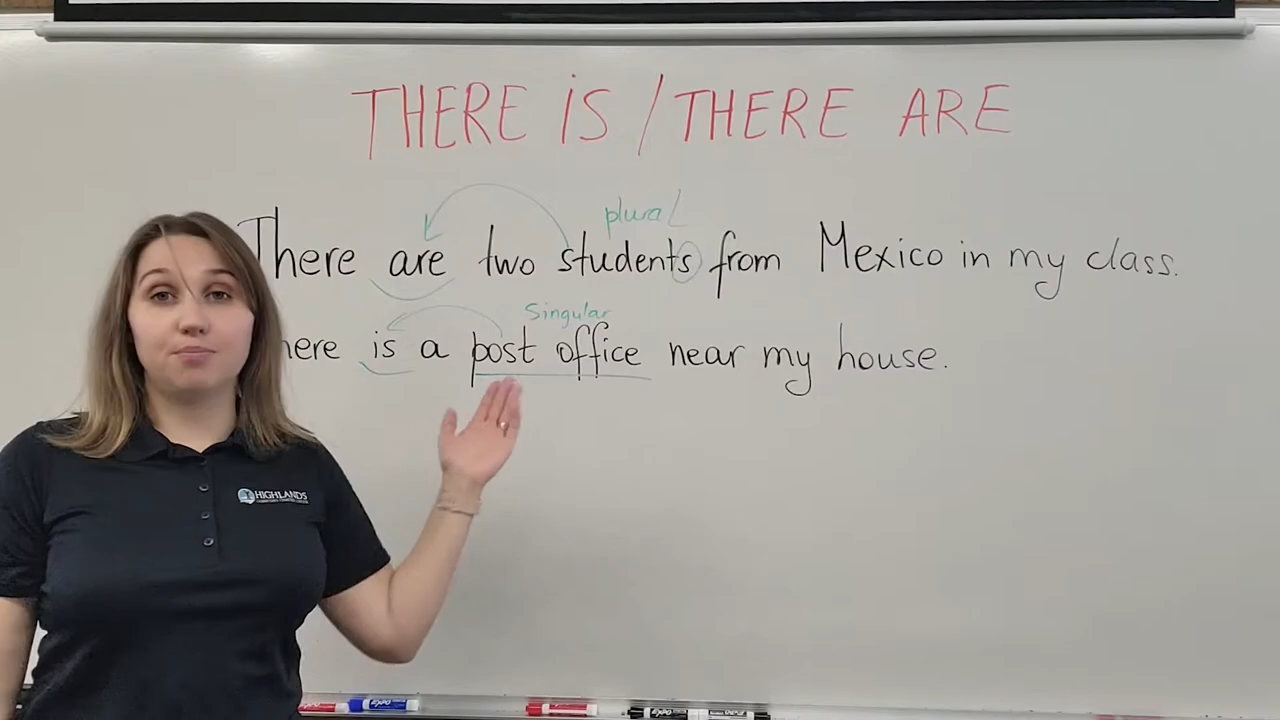 THERE IS / THERE ARE
plural
There are two students from Mexico in my class.
Singular
here is a post office near my house.
HIGHLANDS